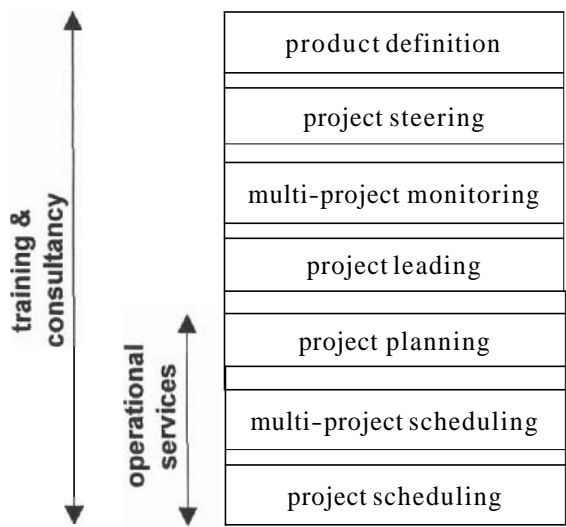 training &
consultancy
operational
services
product definition
project steering
multi-project monitoring
project leading
project planning
multi-project scheduling
project scheduling